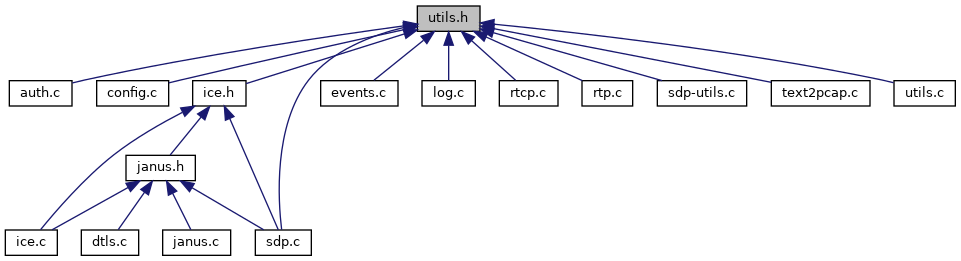 utils.h
auth.c
config.c
ice.h
events.c
log.c
rtcp.c
rtp.c
sdp-utils.c
text2pcap.c
utils.c
janus.h
ice.c
dtls.c
janus.c
sdp.c